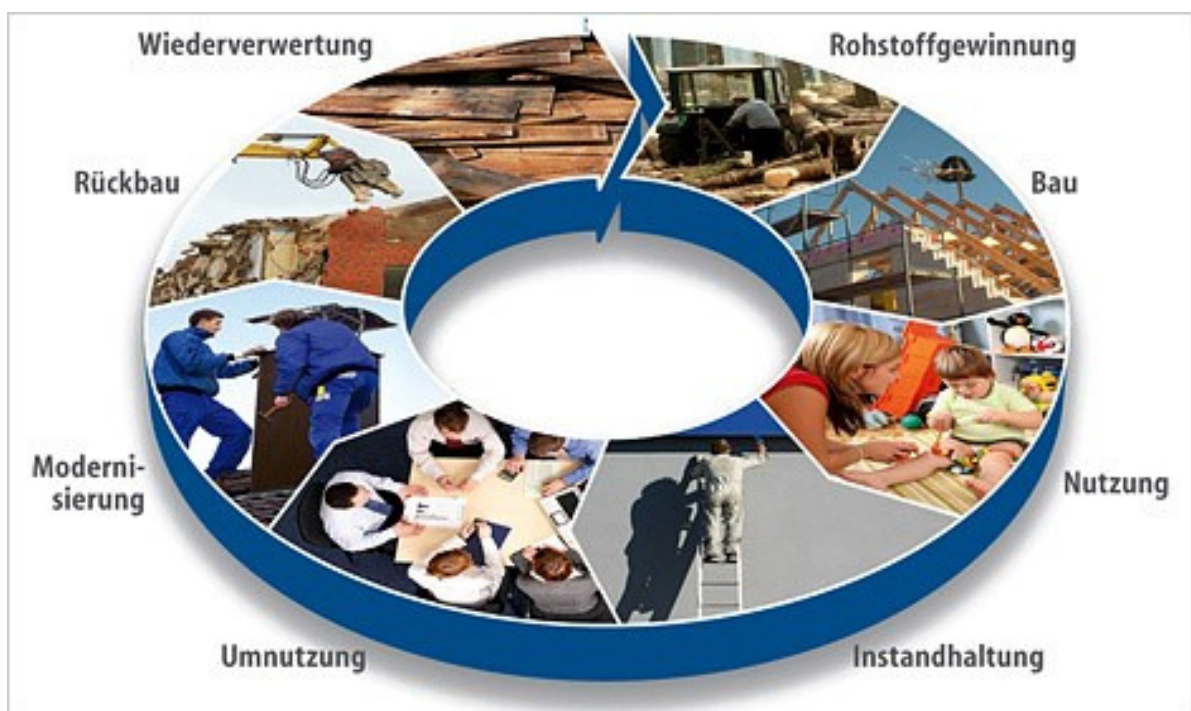 Wiederverwertung
Rohstoffgewinnung
Rückbau
Bau
Moderni-
sierung
Nutzung
Umnutzung
Instandhaltung